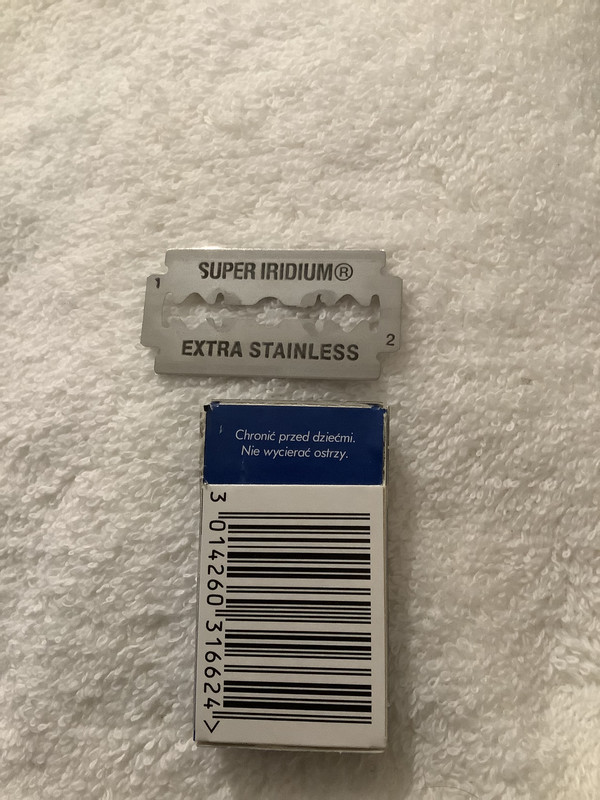 SUPER IRIDIUM®
1
2
EXTRA STAINLESS
Chronić przed dziećmi.
Nie wycierać ostrzy.
3 014260 316624 >